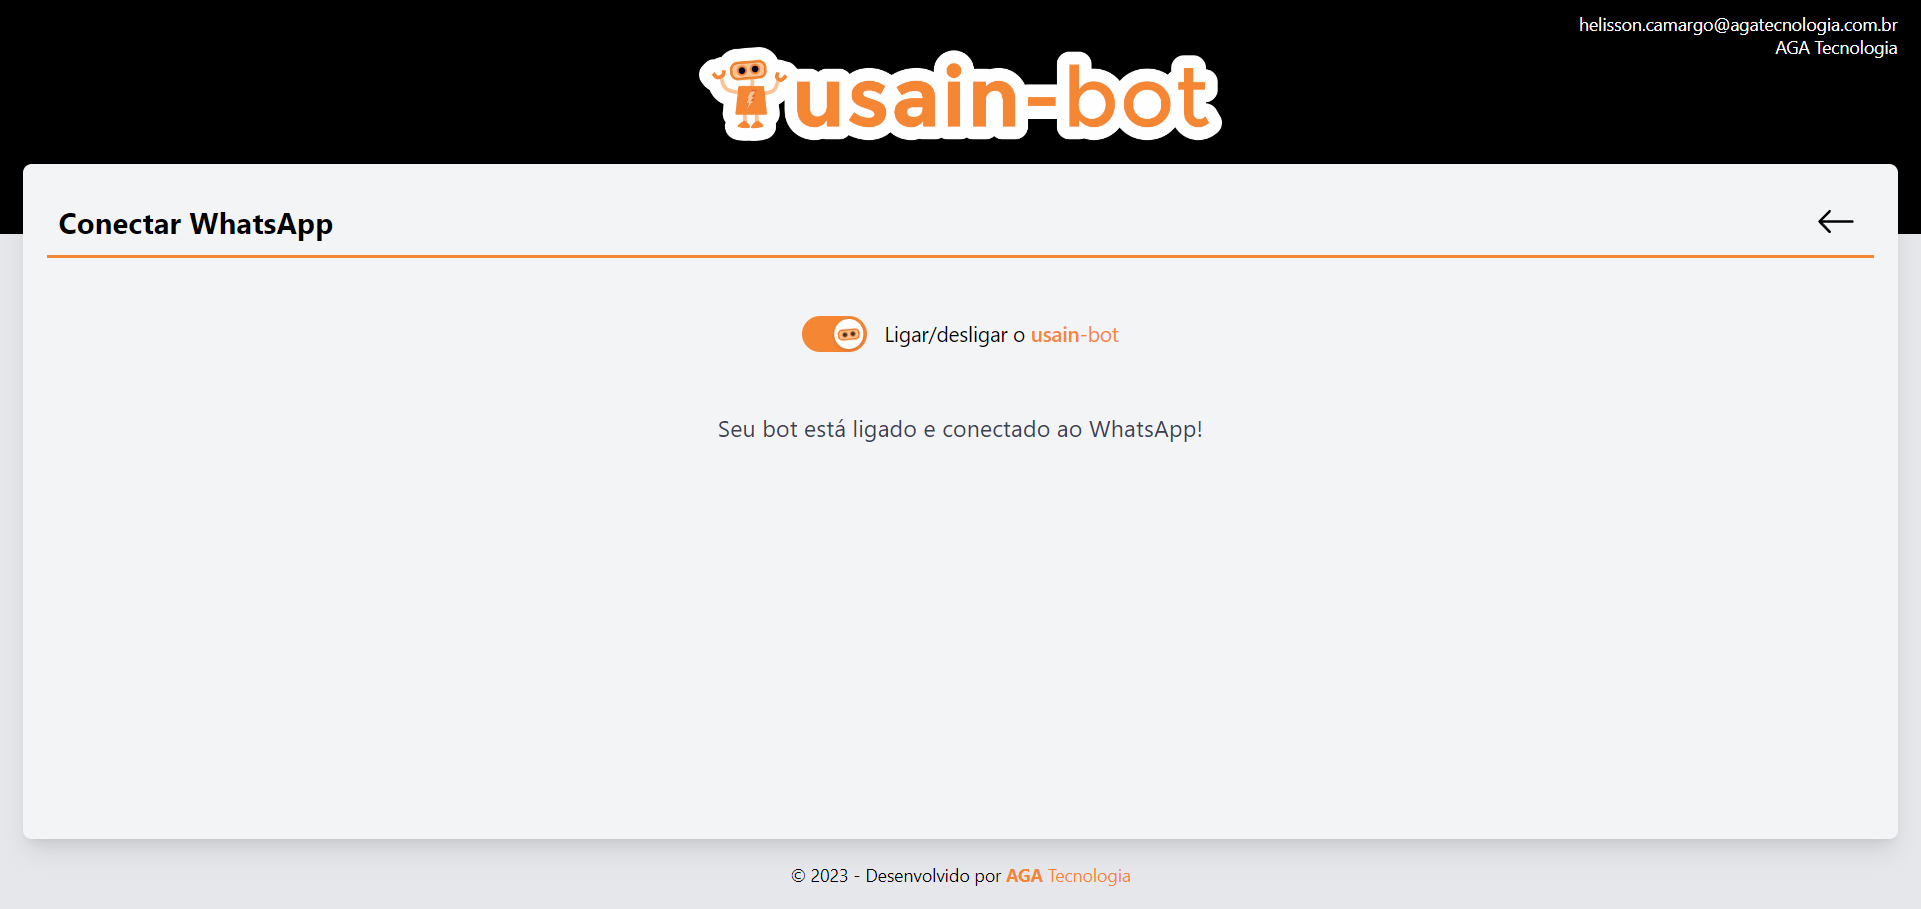 helisson.camargo@agatecnologia.com.br
AGA Tecnologia
usain-bot
Conectar WhatsApp
Ligar/desligar o usain-bot
Seu bot está ligado e conectado ao WhatsApp!
© 2023 - Desenvolvido por AGA Tecnologia